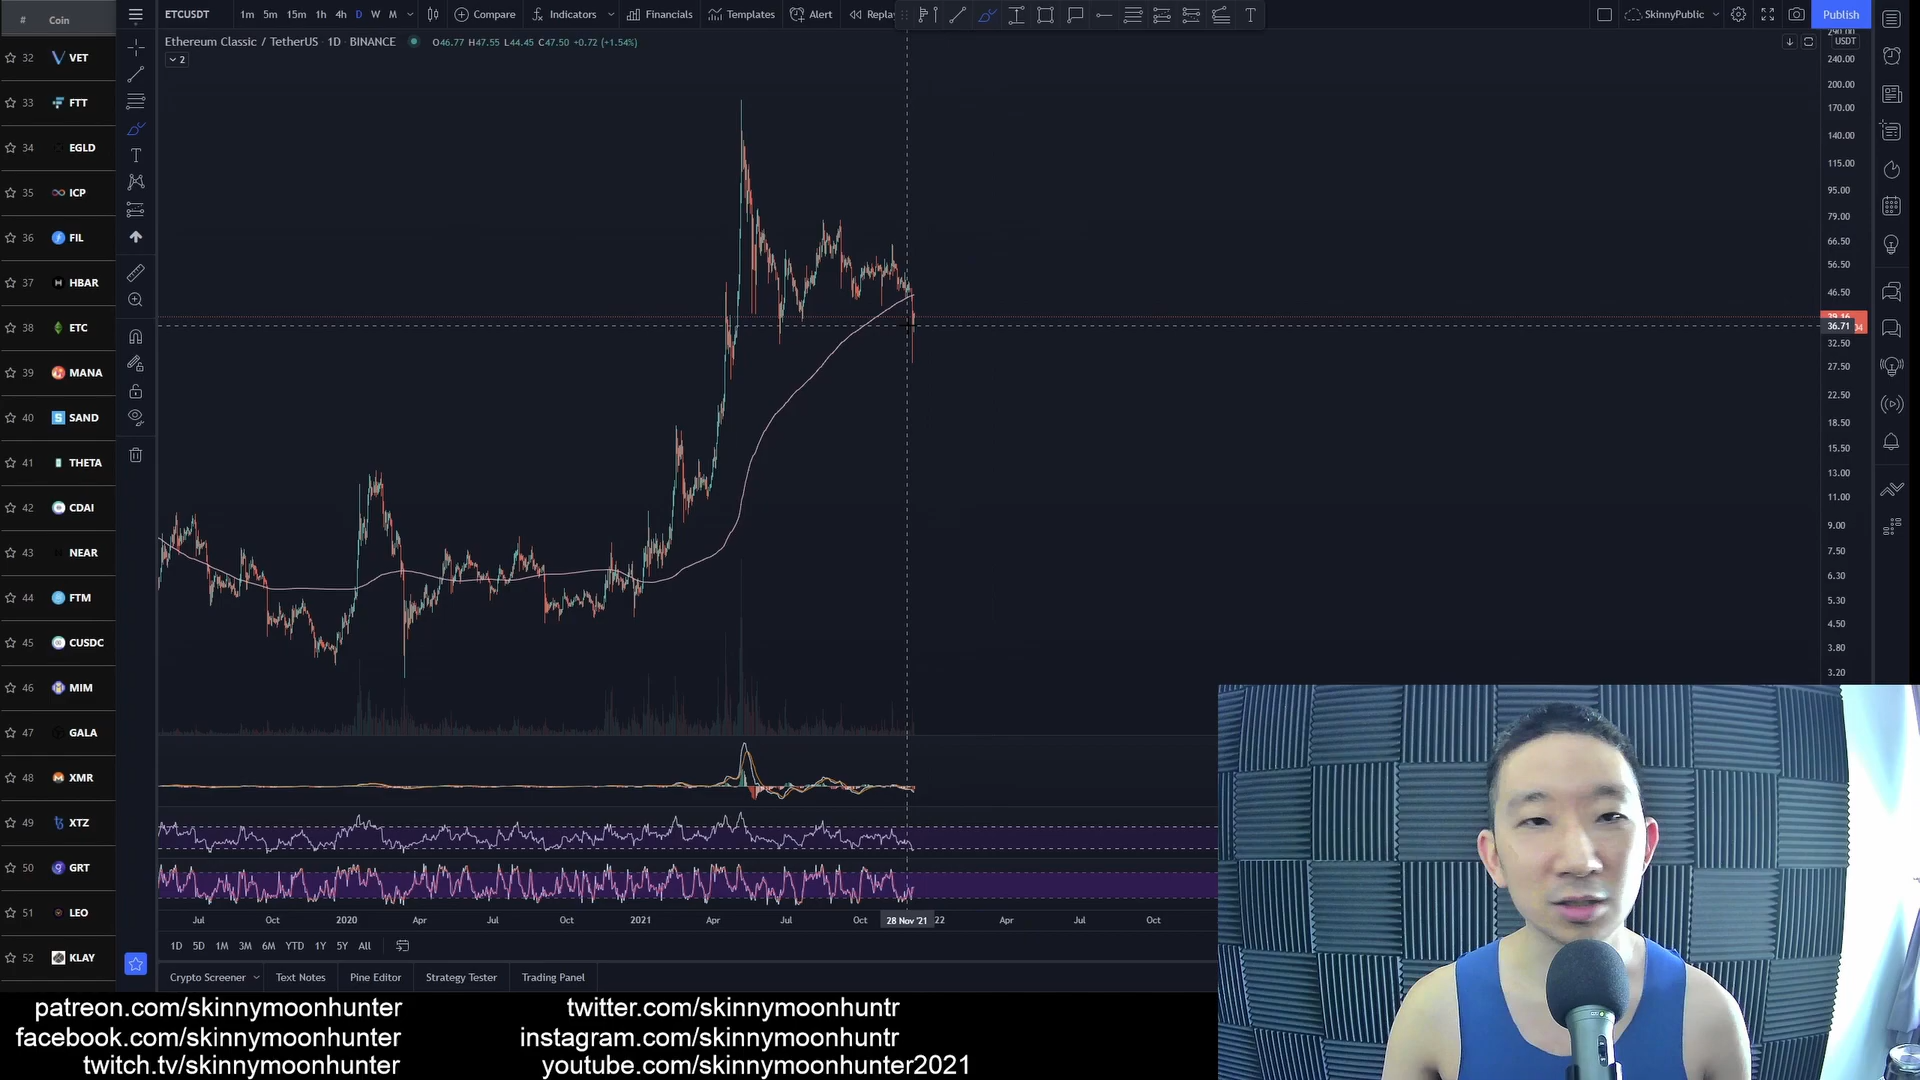 # Coin
32 VET
33 FTT
34 EGLD
35 ICP
36 FIL
37 HBAR
38 ETC
39 MANA
40 SAND
41 THETA
42 CDAI
43 NEAR
44 FTM
45 CUSDC
46 MIM
47 GALA
48 XMR
49 XTZ
50 GRT
51 LEO
52 KLAY
ETCUSDT 1m 5m 15m 1h 4h D W M Compare Indicators Financials Templates Alert Replay SkinnyPublic Publish
Ethereum Classic / TetherUS · 1D · BINANCE O46.77 H47.55 L44.45 C47.50 +0.72 (+1.54%)
2
USDT
240.00
200.00
170.00
140.00
115.00
95.00
79.00
66.50
56.50
46.50
39.16
36.71
32.50
27.50
22.50
18.50
15.50
13.00
11.00
9.00
7.50
6.30
5.30
4.50
3.80
3.20
Jul Oct 2020 Apr Jul Oct 2021 Apr Jul Oct 28 Nov '21 22 Apr Jul Oct
1D 5D 1M 3M 6M YTD 1Y 5Y All
Crypto Screener Text Notes Pine Editor Strategy Tester Trading Panel
patreon.com/skinnymoonhunter twitter.com/skinnymoonhuntr
facebook.com/skinnymoonhunter instagram.com/skinnymoonhuntr
twitch.tv/skinnymoonhunter youtube.com/skinnymoonhunter2021